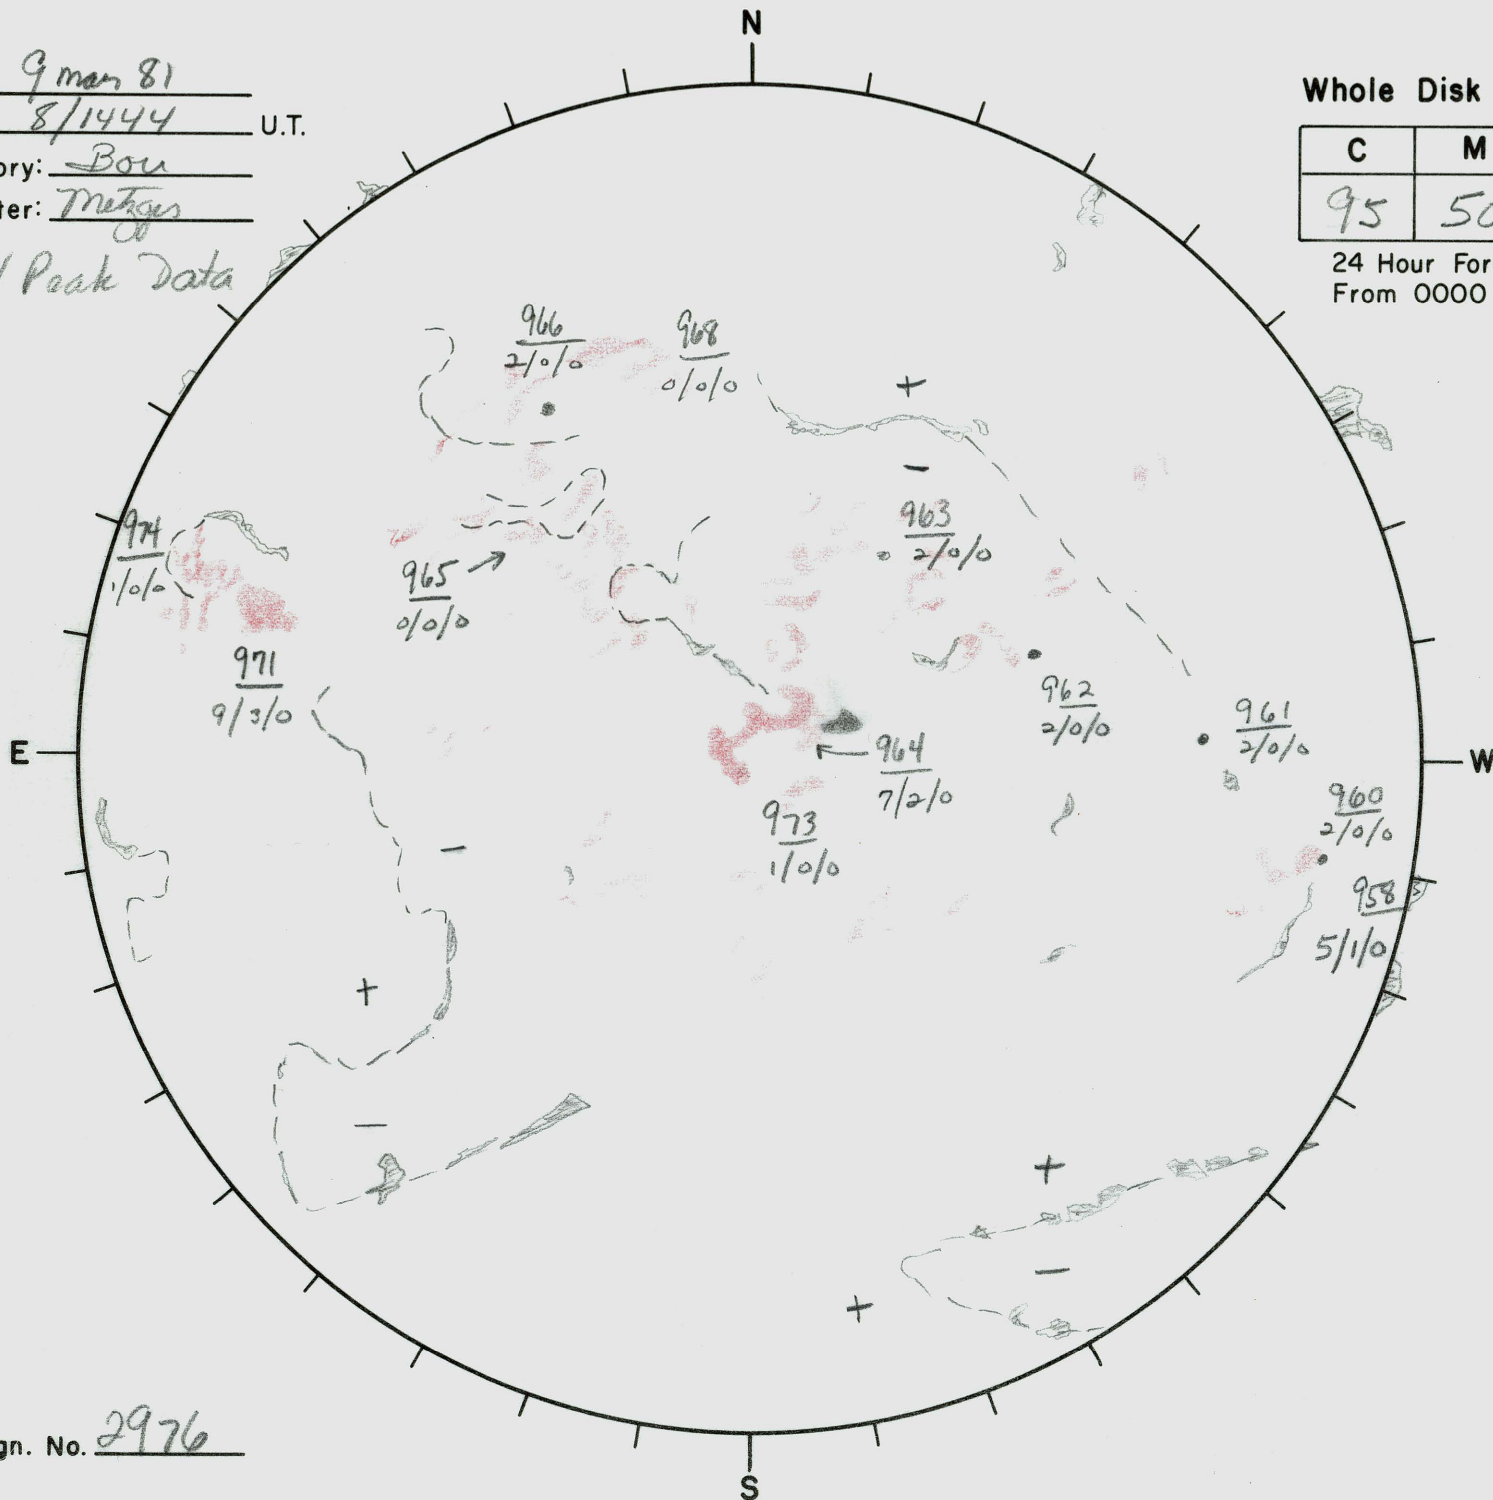 N
9 mar 81
8/1444 U.T.
ory: Bou
ter: Metzger
Peak Data
Whole Disk
C M
95 50
24 Hour For
From 0000
966
2/0/0
968
0/0/0
+
−
963
2/0/0
974
1/0/0
965
0/0/0
971
9/3/0
962
2/0/0
961
2/0/0
E
W
964
7/2/0
960
2/0/0
973
1/0/0
−
958
5/1/0
+
−
+
−
+
gn. No. 2976
S